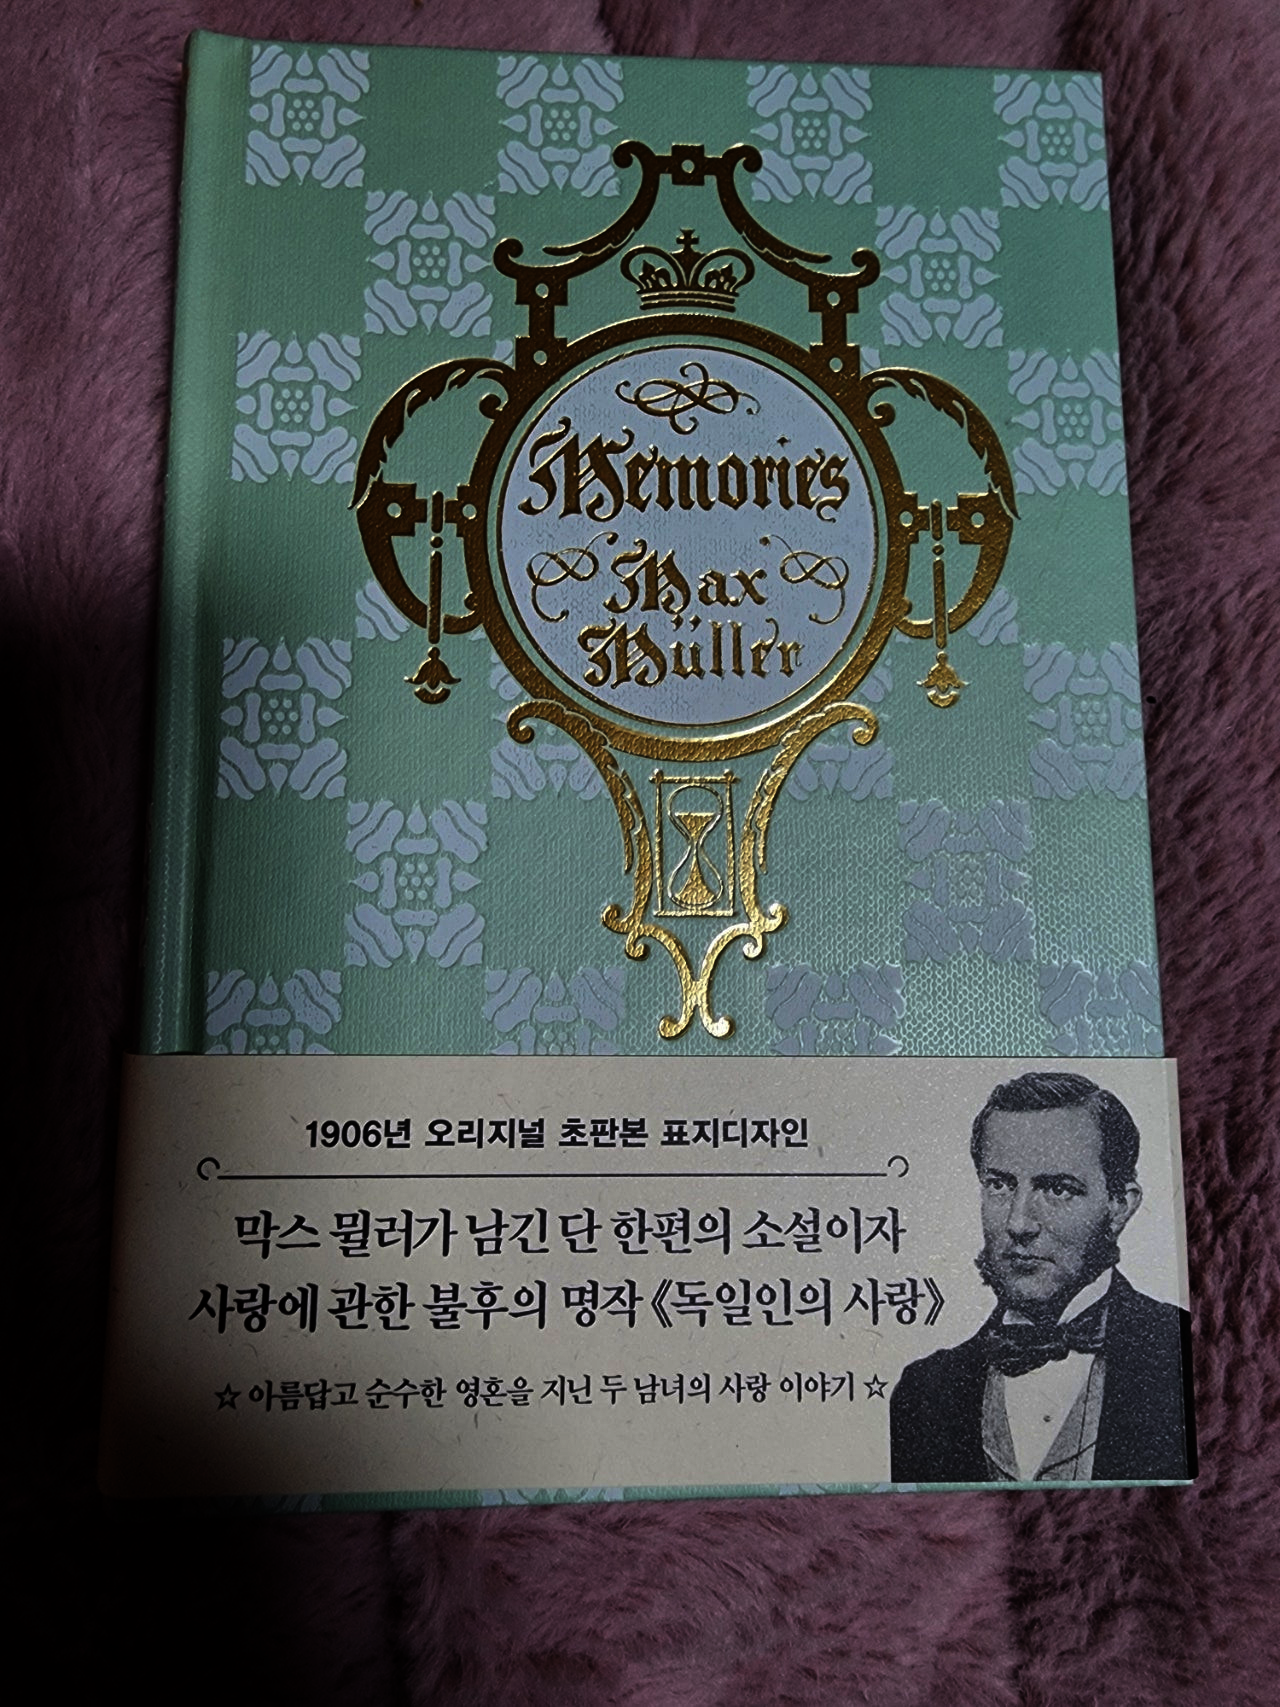 Memories
Max
Müller
1906년 오리지널 초판본 표지디자인
막스 뮐러가 남긴 단 한편의 소설이자
사랑에 관한 불후의 명작 《독일인의 사랑》
☆ 아름답고 순수한 영혼을 지닌 두 남녀의 사랑 이야기 ☆